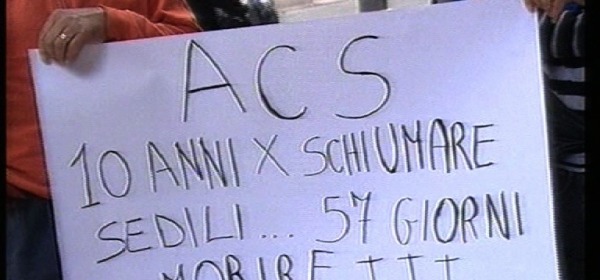 ACS
10 ANNI X SCHIUMARE
SEDILI... 57 GIORNI
MORIRE †††